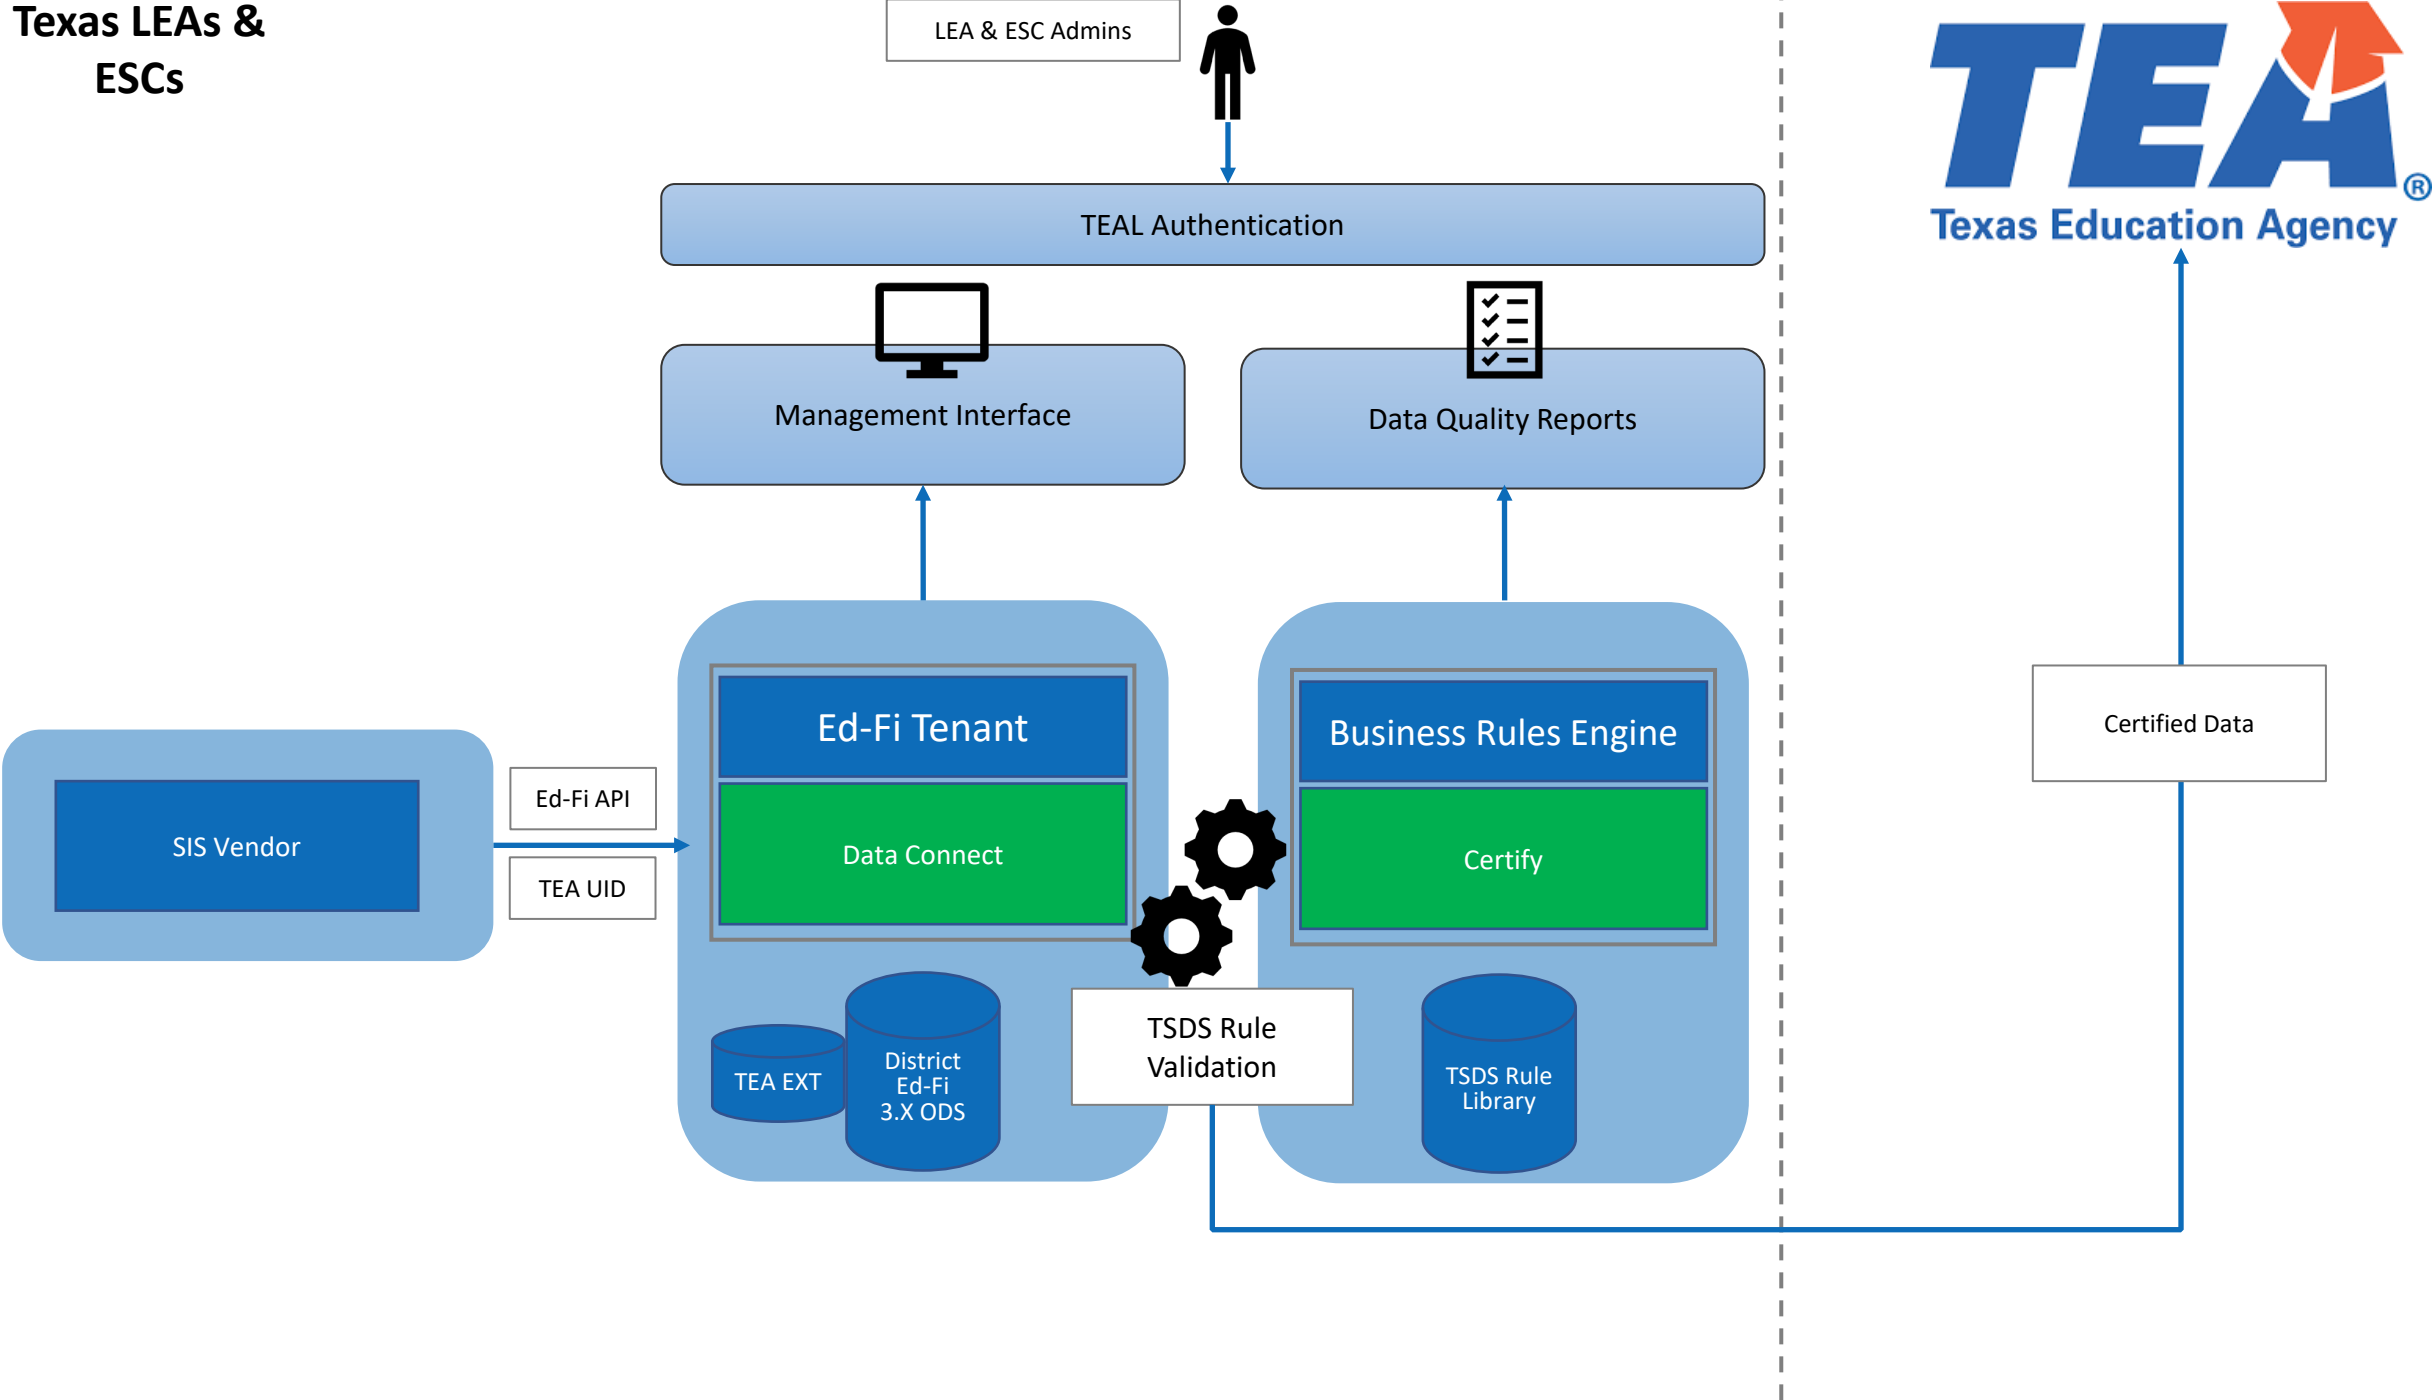 Texas LEAs &
ESCs
LEA & ESC Admins
TEA®
Texas Education Agency
TEAL Authentication
Management Interface
Data Quality Reports
Ed-Fi Tenant
Business Rules Engine
Certified Data
Ed-Fi API
SIS Vendor
Data Connect
Certify
TEA UID
TSDS Rule
Validation
TEA EXT
District
Ed-Fi
3.X ODS
TSDS Rule
Library